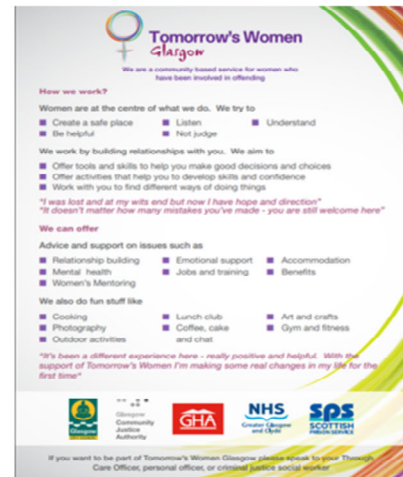 Tomorrow's Women
Glasgow
We are a community based service for women who
have been involved in offending
How we work?
Women are at the centre of what we do. We try to
Create a safe place Listen Understand
Be helpful Not judge
We work by building relationships with you. We aim to
Offer tools and skills to help you make good decisions and choices
Offer activities that help you to develop skills and confidence
Work with you to find different ways of doing things
"I was lost and at my wits end but now I have hope and direction"
"It doesn't matter how many mistakes you've made - you are still welcome here"
We can offer
Advice and support on issues such as
Relationship building Emotional support Accommodation
Mental health Jobs and training Benefits
Women's Mentoring
We also do fun stuff like
Cooking Lunch club Art and crafts
Photography Coffee, cake Gym and fitness
Outdoor activities and chat
"It's been a different experience here - really positive and helpful. With the
support of Tomorrow's Women I'm making some real changes in my life for the
first time"
Glasgow
Glasgow
Community
Justice
Authority
GHA
NHS
Greater Glasgow
and Clyde
SPS
SCOTTISH
PRISON SERVICE
If you want to be part of Tomorrow's Women Glasgow please speak to your Through
Care Officer, personal officer, or criminal justice social worker